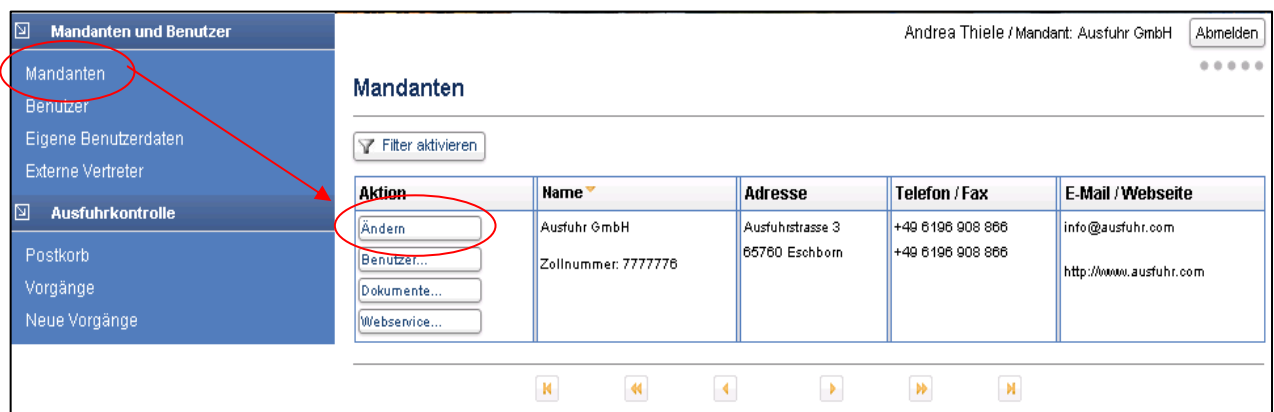 Mandanten und Benutzer
Mandanten
Benutzer
Eigene Benutzerdaten
Externe Vertreter
Ausfuhrkontrolle
Postkorb
Vorgänge
Neue Vorgänge
Andrea Thiele / Mandant: Ausfuhr GmbH Abmelden
Mandanten
Filter aktivieren
Aktion Name Adresse Telefon / Fax E-Mail / Webseite
Ändern Ausfuhr GmbH Ausfuhrstrasse 3 +49 6196 908 866 info@ausfuhr.com
Benutzer... Zollnummer: 7777776 65760 Eschborn +49 6196 908 866 http://www.ausfuhr.com
Dokumente...
Webservice...